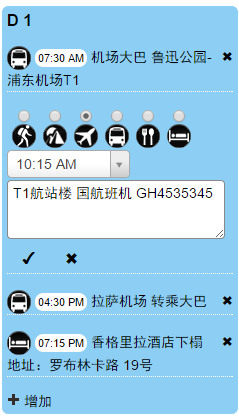 D 1
07:30 AM 机场大巴 鲁迅公园-
浦东机场T1
10:15 AM
T1航站楼 国航班机 GH4535345
04:30 PM 拉萨机场 转乘大巴
07:15 PM 香格里拉酒店下榻
地址：罗布林卡路 19号
增加